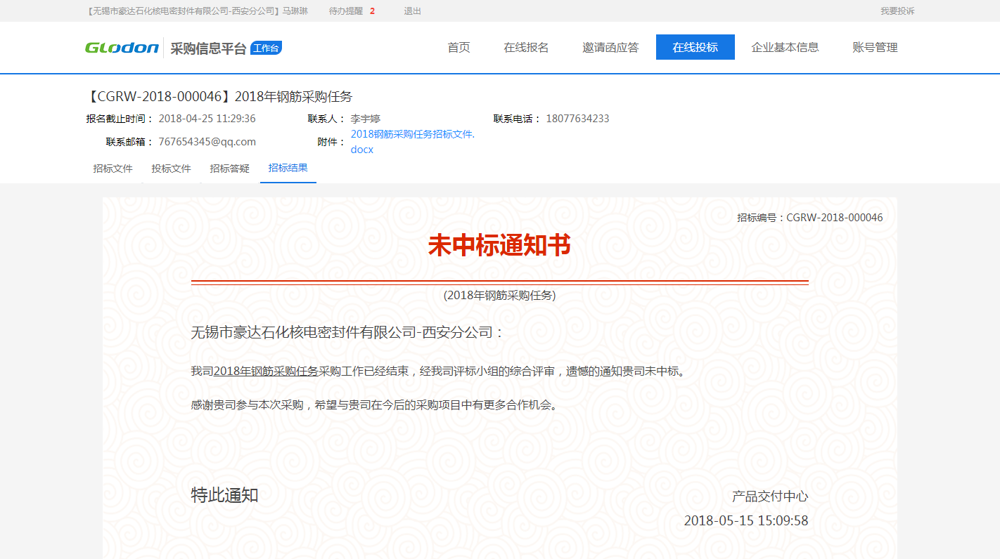 【无锡市豪达石化核电密封件有限公司-西安分公司】马琳琳 待办提醒 2 退出 我要投诉
GLodon 采购信息平台 工作台 首页 在线报名 邀请函应答 在线投标 企业基本信息 账号管理
【CGRW-2018-000046】2018年钢筋采购任务
报名截止时间： 2018-04-25 11:29:36 联系人： 李宇婷 联系电话： 18077634233
联系邮箱： 767654345@qq.com 附件： 2018钢筋采购任务招标文件.
docx
招标文件 投标文件 招标答疑 招标结果
招标编号：CGRW-2018-000046
未中标通知书
(2018年钢筋采购任务)
无锡市豪达石化核电密封件有限公司-西安分公司：
我司2018年钢筋采购任务采购工作已经结束，经我司评标小组的综合评审，遗憾的通知贵司未中标。
感谢贵司参与本次采购，希望与贵司在今后的采购项目中有更多合作机会。
特此通知 产品交付中心
2018-05-15 15:09:58